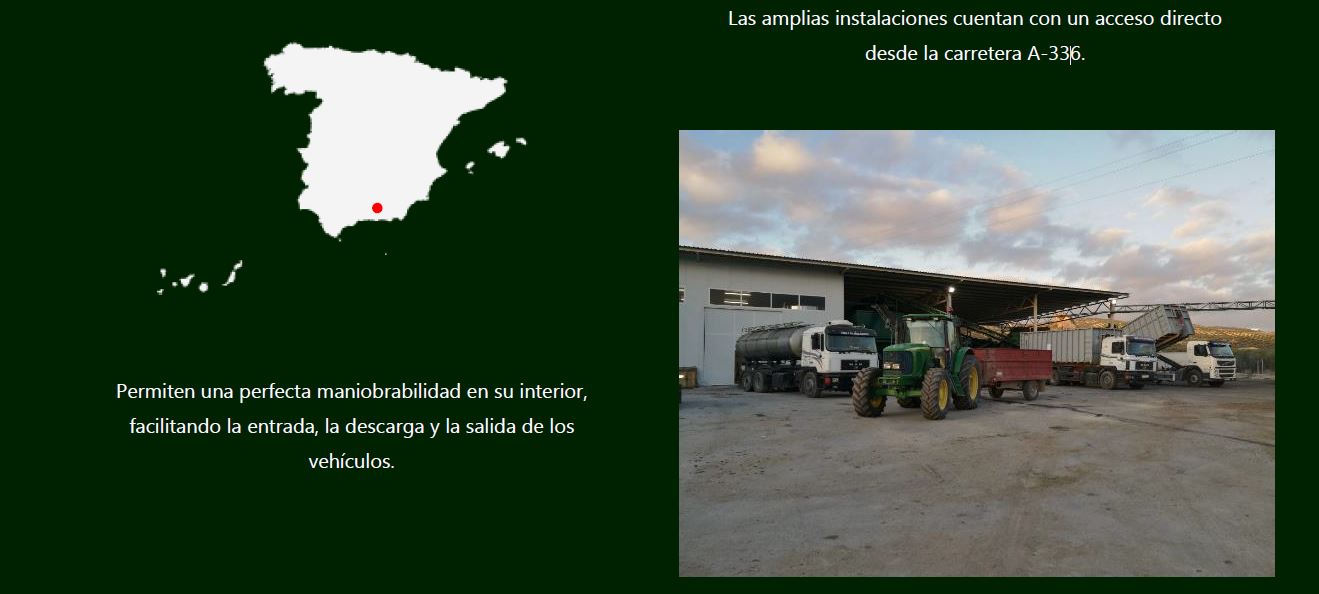 Las amplias instalaciones cuentan con un acceso directo
desde la carretera A-336.
Permiten una perfecta maniobrabilidad en su interior,
facilitando la entrada, la descarga y la salida de los
vehículos.